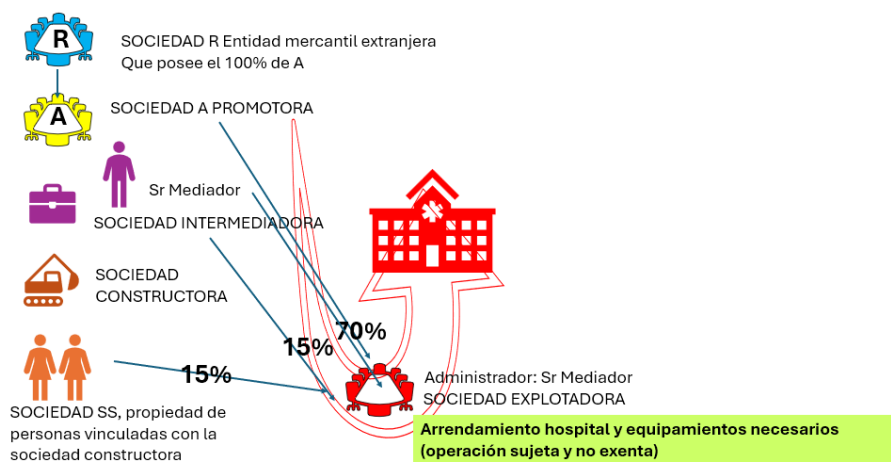 R
SOCIEDAD R Entidad mercantil extranjera
Que posee el 100% de A
A
SOCIEDAD A PROMOTORA
Sr Mediador
SOCIEDAD INTERMEDIADORA
SOCIEDAD
CONSTRUCTORA
70%
15%
15%
SOCIEDAD SS, propiedad de
personas vinculadas con la
sociedad constructora
Administrador: Sr Mediador
SOCIEDAD EXPLOTADORA
Arrendamiento hospital y equipamientos necesarios
(operación sujeta y no exenta)